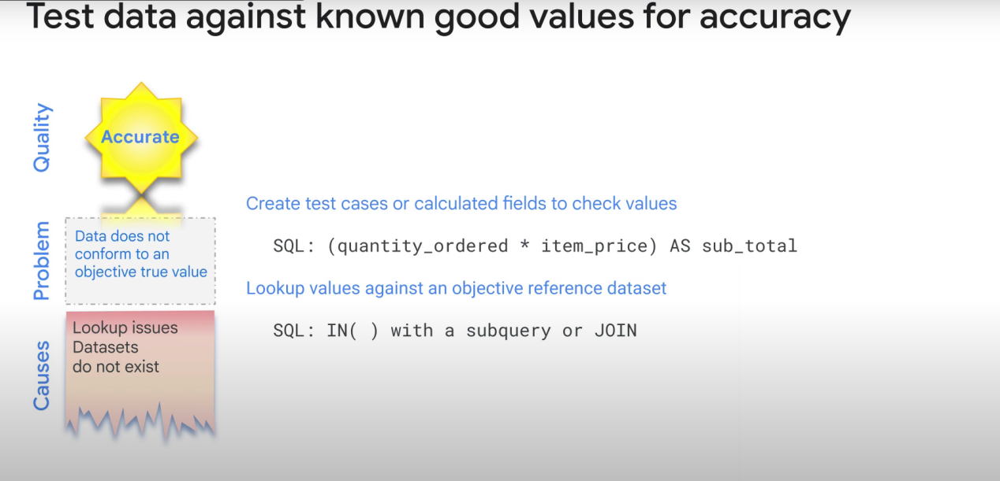 Test data against known good values for accuracy
Quality
Accurate
Problem
Data does not
conform to an
objective true value
Causes
Lookup issues
Datasets
do not exist
Create test cases or calculated fields to check values
SQL: (quantity_ordered * item_price) AS sub_total
Lookup values against an objective reference dataset
SQL: IN( ) with a subquery or JOIN